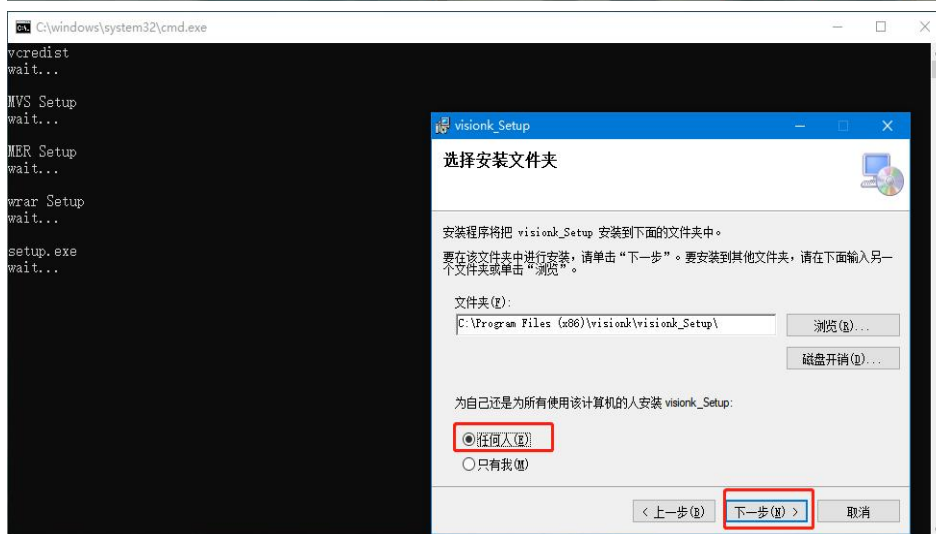 C:\windows\system32\cmd.exe
vcredist
wait...
MVS Setup
wait...
MER Setup
wait...
wrar Setup
wait...
setup.exe
wait...
visionk_Setup
选择安装文件夹
安装程序将把 visionk_Setup 安装到下面的文件夹中。
要在该文件夹中进行安装，请单击“下一步”。要安装到其他文件夹，请在下面输入另一
个文件夹或单击“浏览”。
文件夹(F):
C:\Program Files (x86)\visionk\visionk_Setup\
浏览(R)...
磁盘开销(D)...
为自己还是为所有使用该计算机的人安装 visionk_Setup:
任何人(E)
只有我(M)
< 上一步(B)
下一步(N) >
取消